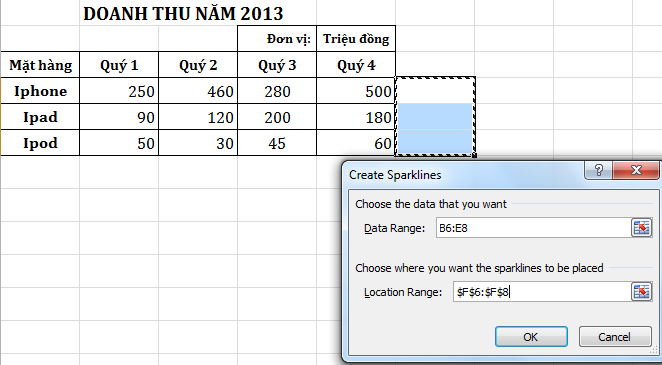 DOANH THU NĂM 2013
Đơn vị: Triệu đồng
Mặt hàng Quý 1 Quý 2 Quý 3 Quý 4
Iphone 250 460 280 500
Ipad 90 120 200 180
Ipod 50 30 45 60
Create Sparklines
Choose the data that you want
Data Range: B6:E8
Choose where you want the sparklines to be placed
Location Range: $F$6:$F$8
OK Cancel